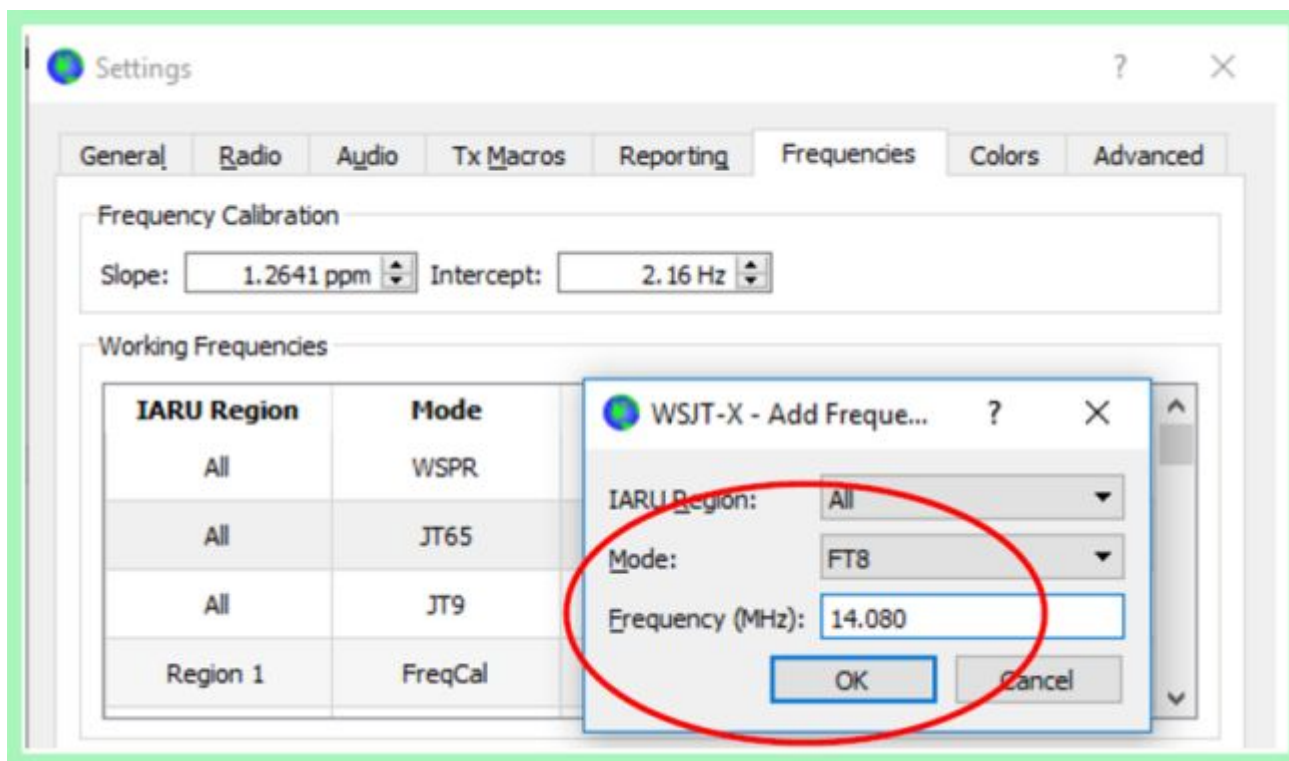 Settings ?
General Radio Audio Tx Macros Reporting Frequencies Colors Advanced
Frequency Calibration
Slope: 1.2641 ppm Intercept: 2.16 Hz
Working Frequencies
IARU Region Mode
All WSPR
All JT65
All JT9
Region 1 FreqCal
WSJT-X - Add Freque... ?
IARU Region: All
Mode: FT8
Frequency (MHz): 14.080
OK Cancel